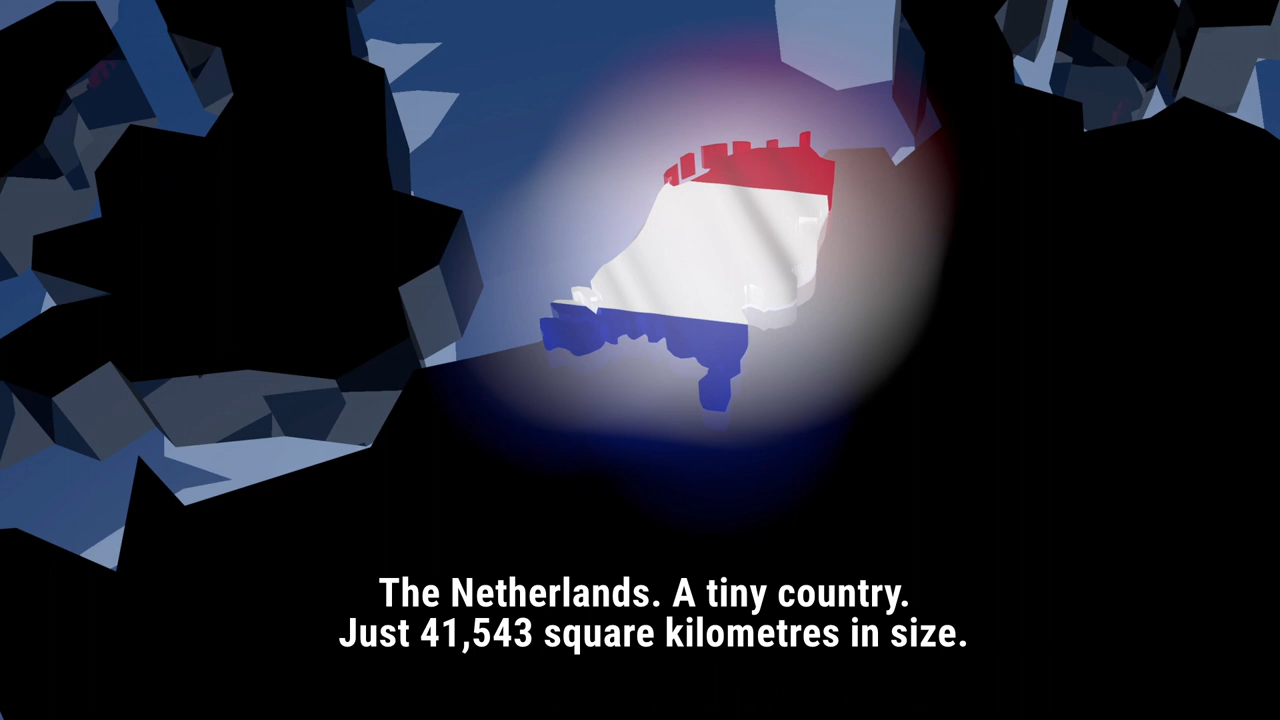 The Netherlands. A tiny country.
Just 41,543 square kilometres in size.